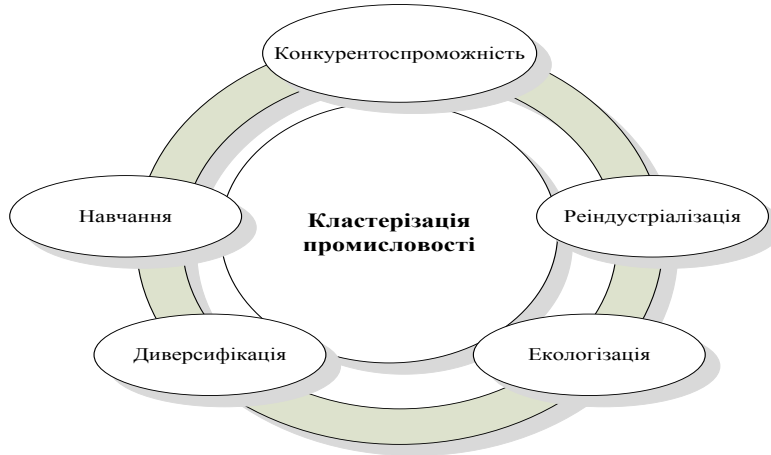 Конкурентоспроможність
Навчання
Кластерізація
промисловості
Реіндустріалізація
Диверсифікація
Екологізація